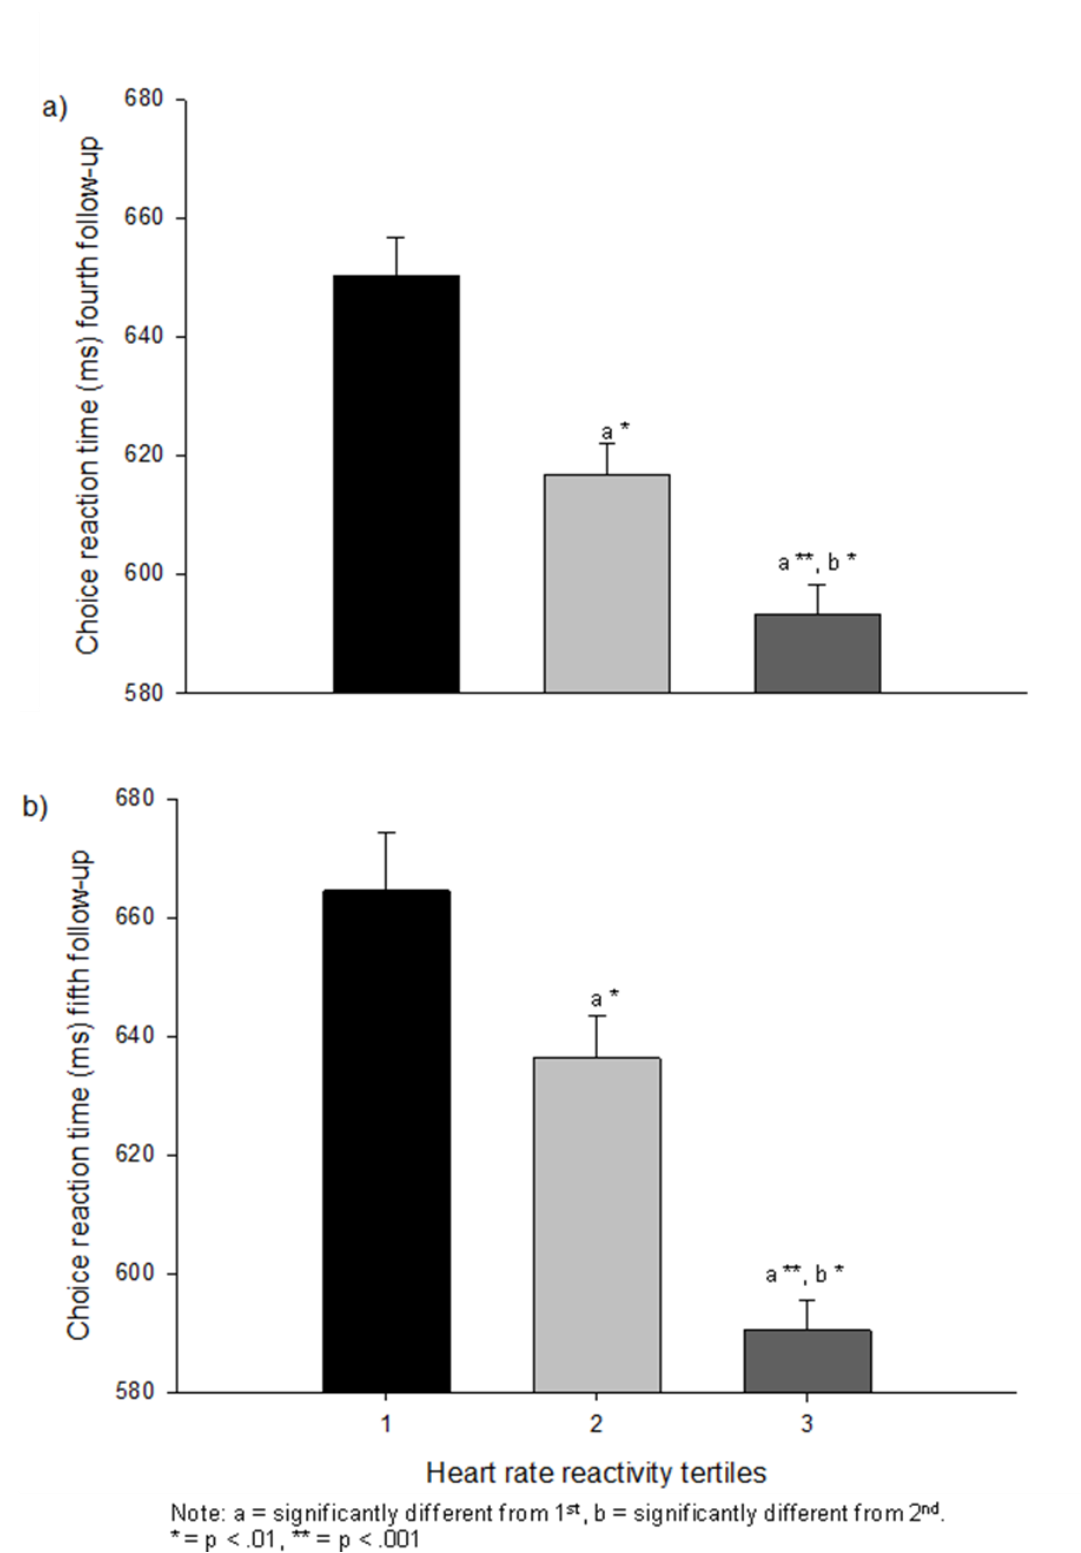 a)
Choice reaction time (ms) fourth follow-up
680
660
640
620
600
580
a *
a **, b *
b)
Choice reaction time (ms) fifth follow-up
680
660
640
620
600
580
a *
a **, b *
1 2 3
Heart rate reactivity tertiles
Note: a = significantly different from 1st, b = significantly different from 2nd.
* = p < .01, ** = p < .001